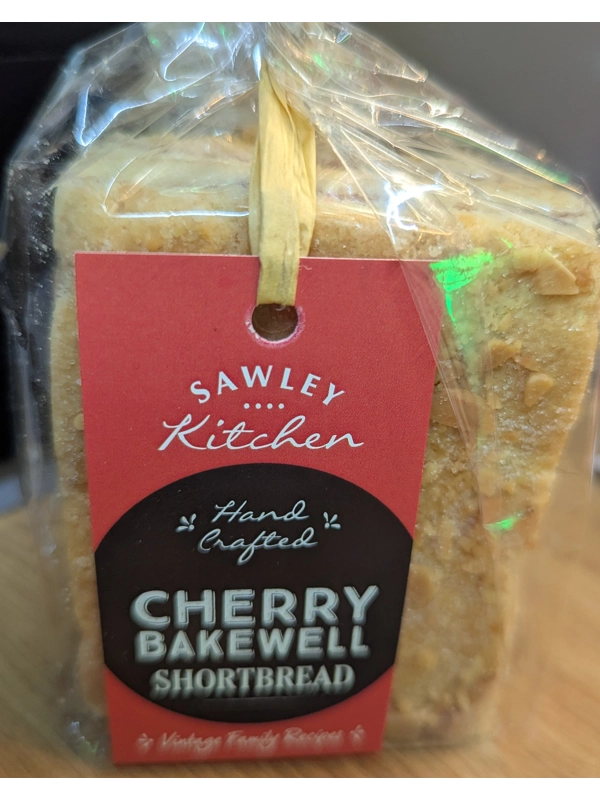 SAWLEY
Kitchen
Hand
Crafted
CHERRY
BAKEWELL
SHORTBREAD
Vintage Family Recipes